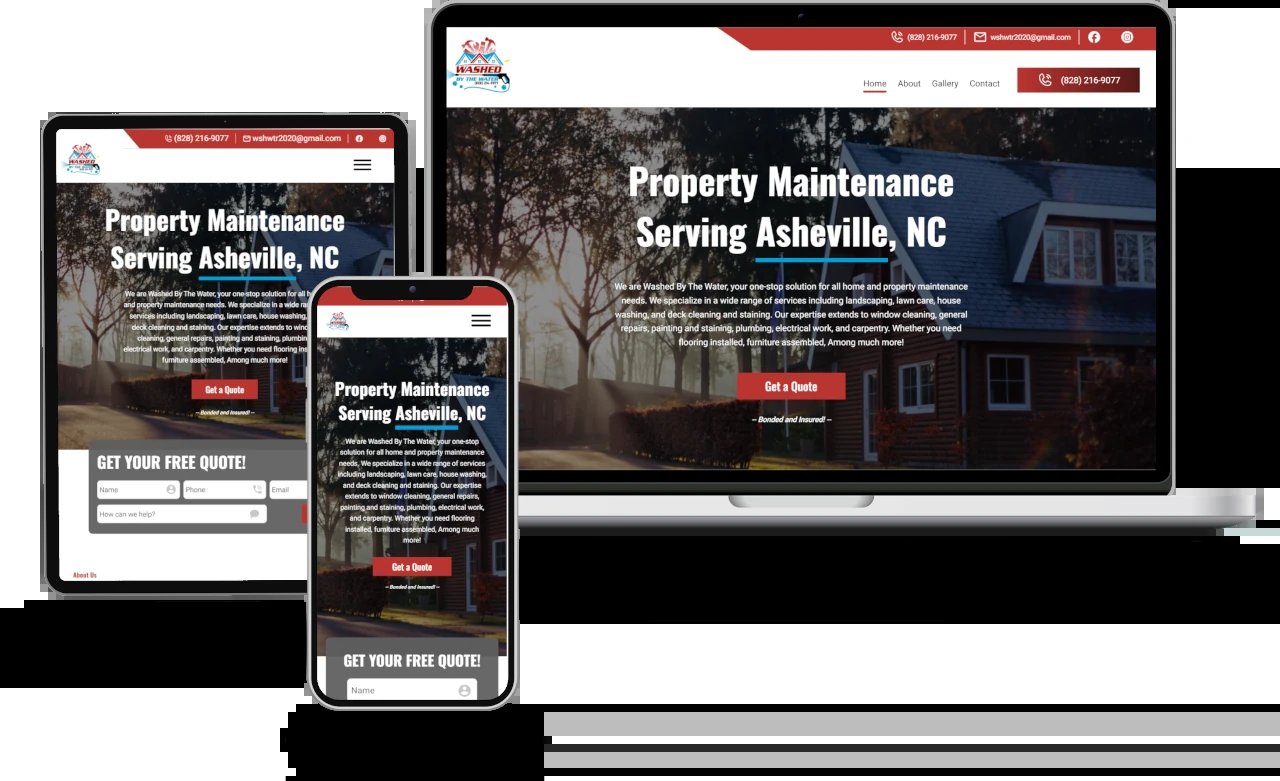 (828) 216-9077
wshwtr2020@gmail.com
WASHED
BY THE WATER
(828) 216-9077
Home
About
Gallery
Contact
(828) 216-9077
Property Maintenance
Serving Asheville, NC
We are Washed By The Water, your one-stop solution for all home and property maintenance
needs. We specialize in a wide range of services including landscaping, lawn care, house
washing, and deck cleaning and staining. Our expertise extends to window cleaning, general
repairs, painting and staining, plumbing, electrical work, and carpentry. Whether you need
flooring installed, furniture assembled, Among much more!
Get a Quote
– Bonded and Insured! –
(828) 216-9077
wshwtr2020@gmail.com
WASHED
BY THE WATER
Property Maintenance
Serving Asheville, NC
We are Washed By The Water, your one-stop solution for all
and property maintenance needs. We specialize in a wide
services including landscaping, lawn care, house washing,
deck cleaning and staining. Our expertise extends to
cleaning, general repairs, painting and staining,
electrical work, and carpentry. Whether you need flooring
furniture assembled, Among much more!
Get a Quote
– Bonded and Insured! –
GET YOUR FREE QUOTE!
Name
Phone
Email
How can we help?
About Us
WASHED
Property Maintenance
Serving Asheville, NC
We are Washed By The Water, your one-stop
solution for all home and property maintenance
needs. We specialize in a wide range of services
including landscaping, lawn care, house washing,
and deck cleaning and staining. Our expertise
extends to window cleaning, general repairs,
painting and staining, plumbing, electrical work,
and carpentry. Whether you need flooring
installed, furniture assembled, Among much
more!
Get a Quote
– Bonded and Insured! –
GET YOUR FREE QUOTE!
Name